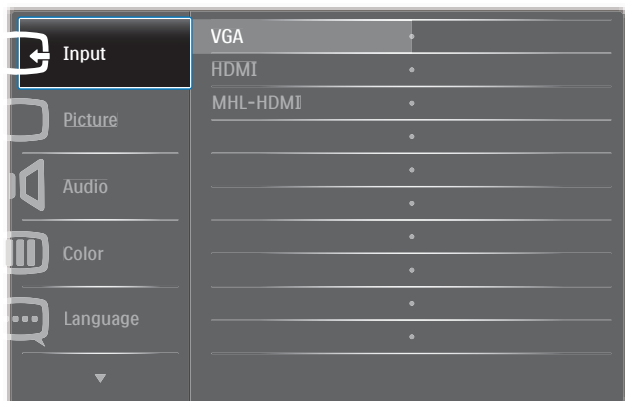 Input
Picture
Audio
Color
Language
VGA
HDMI
MHL-HDMI